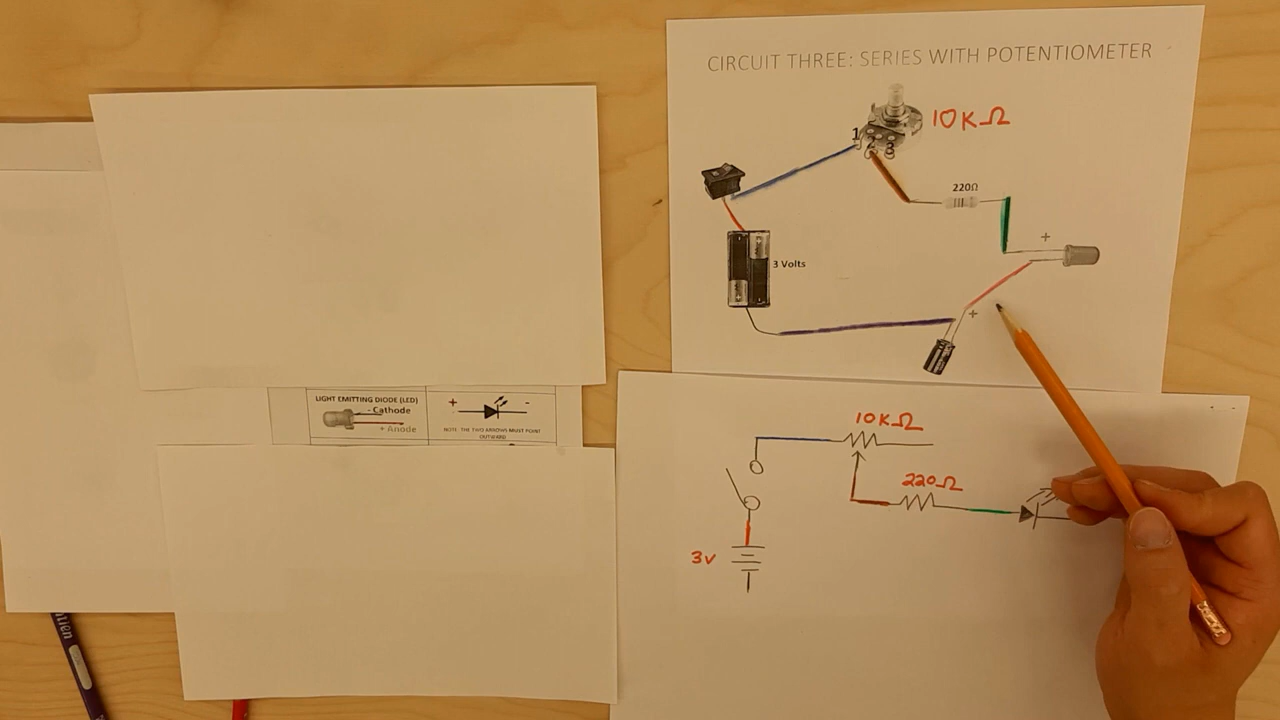 CIRCUIT THREE: SERIES WITH POTENTIOMETER
10KΩ
1
2
3
220Ω
+
3 Volts
+
LIGHT EMITTING DIODE (LED)
- Cathode
+ Anode
+ -
NOTE: THE TWO ARROWS MUST POINT
OUTWARD
10KΩ
220Ω
3V